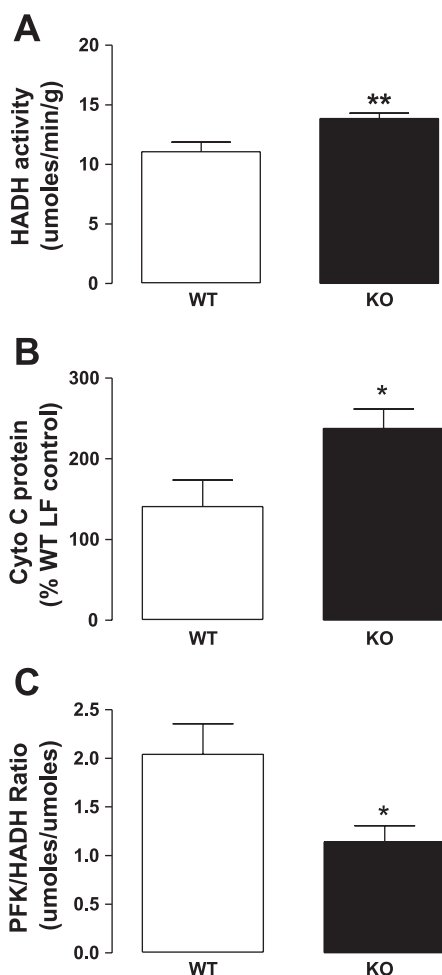 A
HADH activity
(umoles/min/g)
20
15
10
5
0
**
WT
KO
B
Cyto C protein
(% WT LF control)
300
200
100
0
*
WT
KO
C
PFK/HADH Ratio
(umoles/umoles)
2.5
2.0
1.5
1.0
0.5
0.0
*
WT
KO